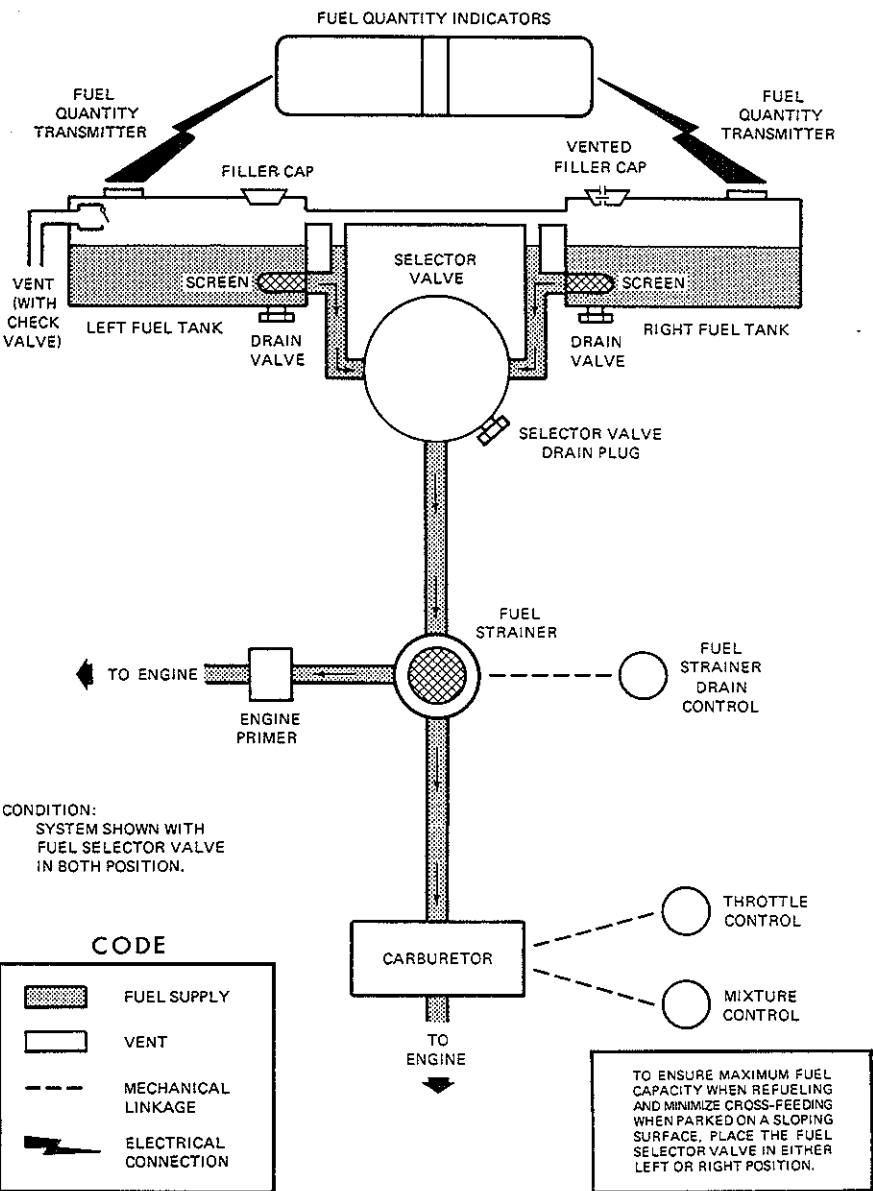 FUEL QUANTITY INDICATORS
FUEL
QUANTITY
TRANSMITTER
FUEL
QUANTITY
TRANSMITTER
FILLER CAP
VENTED
FILLER CAP
VENT
(WITH
CHECK
VALVE)
SCREEN
SELECTOR
VALVE
SCREEN
LEFT FUEL TANK
DRAIN
VALVE
DRAIN
VALVE
RIGHT FUEL TANK
SELECTOR VALVE
DRAIN PLUG
FUEL
STRAINER
TO ENGINE
ENGINE
PRIMER
FUEL
STRAINER
DRAIN
CONTROL
CONDITION:
SYSTEM SHOWN WITH
FUEL SELECTOR VALVE
IN BOTH POSITION.
THROTTLE
CONTROL
CARBURETOR
MIXTURE
CONTROL
TO
ENGINE
CODE
FUEL SUPPLY
VENT
MECHANICAL
LINKAGE
ELECTRICAL
CONNECTION
TO ENSURE MAXIMUM FUEL
CAPACITY WHEN REFUELING
AND MINIMIZE CROSS-FEEDING
WHEN PARKED ON A SLOPING
SURFACE, PLACE THE FUEL
SELECTOR VALVE IN EITHER
LEFT OR RIGHT POSITION.